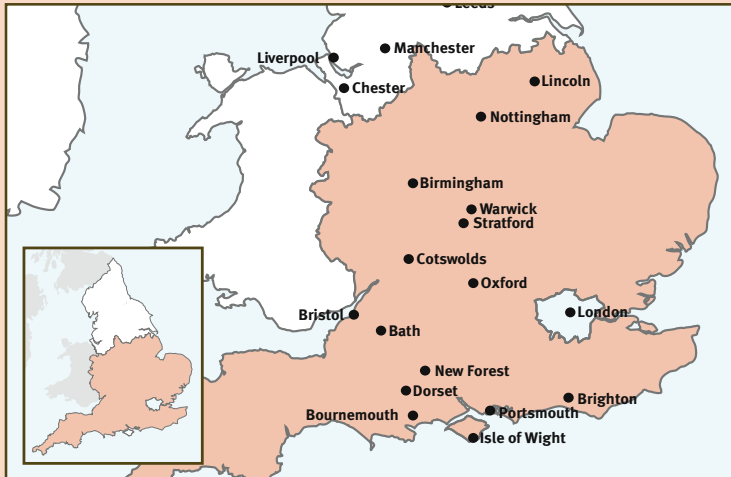 Leeds
Manchester
Liverpool
Chester
Lincoln
Nottingham
Birmingham
Warwick
Stratford
Cotswolds
Oxford
Bristol
London
Bath
New Forest
Dorset
Brighton
Bournemouth
Portsmouth
Isle of Wight